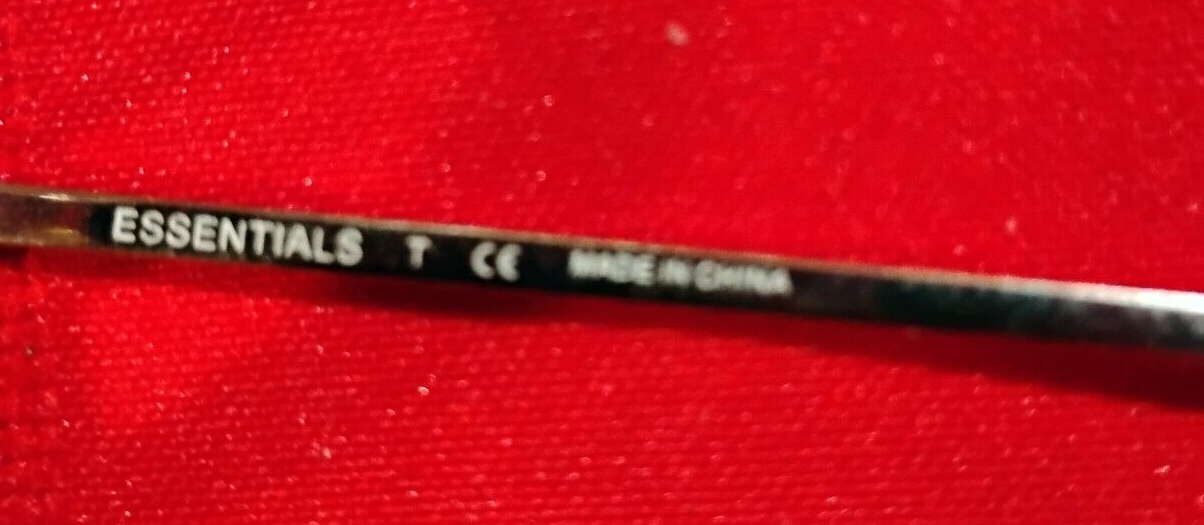 ESSENTIALS T CE MADE IN CHINA